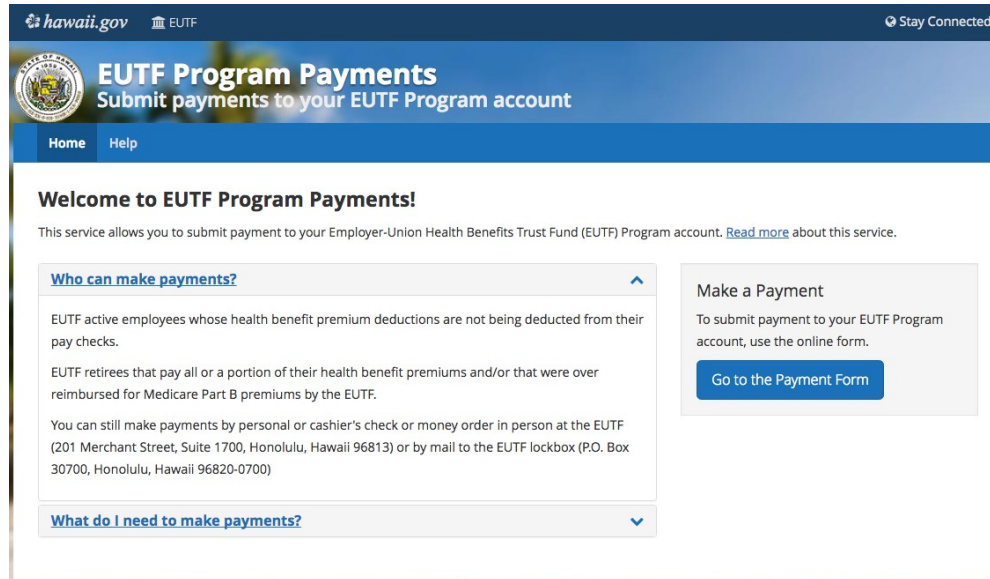 hawaii.gov EUTF Stay Connected
EUTF Program Payments
Submit payments to your EUTF Program account
Home Help
Welcome to EUTF Program Payments!
This service allows you to submit payment to your Employer-Union Health Benefits Trust Fund (EUTF) Program account. Read more about this service.
Who can make payments?
EUTF active employees whose health benefit premium deductions are not being deducted from their
pay checks.
EUTF retirees that pay all or a portion of their health benefit premiums and/or that were over
reimbursed for Medicare Part B premiums by the EUTF.
You can still make payments by personal or cashier's check or money order in person at the EUTF
(201 Merchant Street, Suite 1700, Honolulu, Hawaii 96813) or by mail to the EUTF lockbox (P.O. Box
30700, Honolulu, Hawaii 96820-0700)
What do I need to make payments?
Make a Payment
To submit payment to your EUTF Program
account, use the online form.
Go to the Payment Form